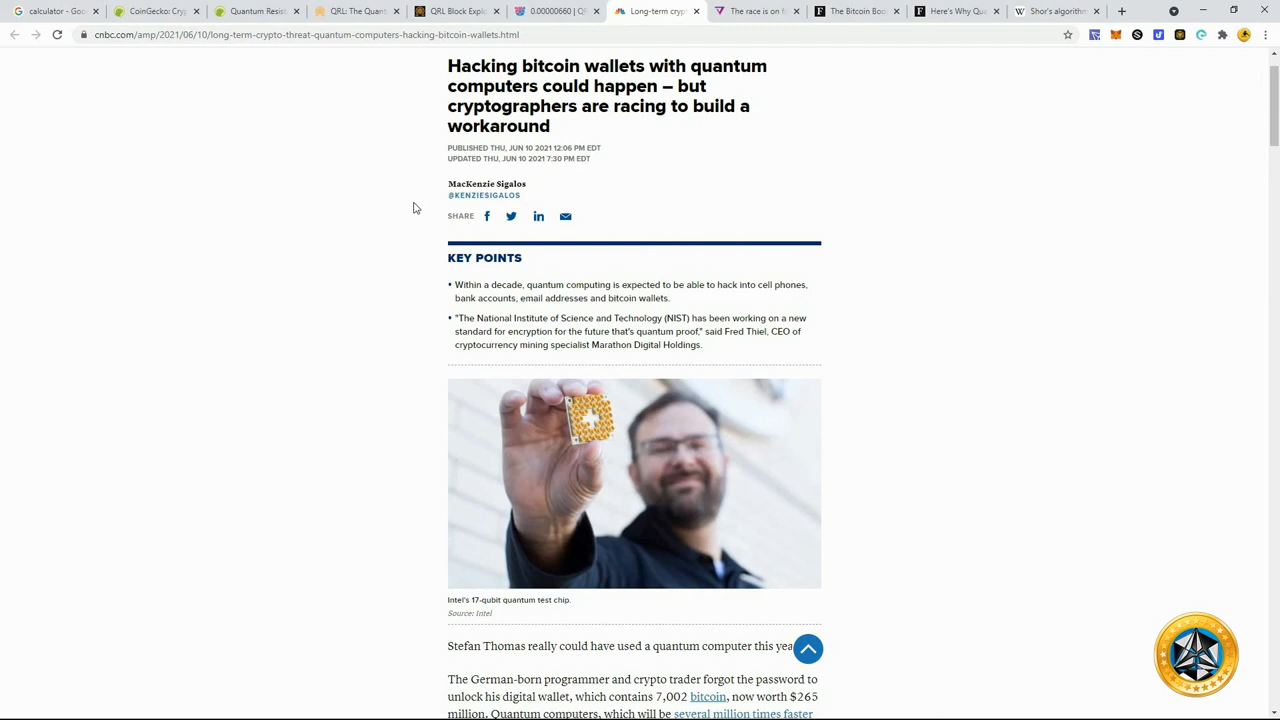 calculator - Goo
CoinGecko: Cryp
Quantum Resist
QRL: The Quant
QRL Block Explo
0.00000660 | QR
Long-term crypt
The race is on f
The Bitcoin Boo
Here's Why Qua
Shor's algorithm
cnbc.com/amp/2021/06/10/long-term-crypto-threat-quantum-computers-hacking-bitcoin-wallets.html
Hacking bitcoin wallets with quantum
computers could happen – but
cryptographers are racing to build a
workaround
PUBLISHED THU, JUN 10 2021 12:06 PM EDT
UPDATED THU, JUN 10 2021 7:30 PM EDT
MacKenzie Sigalos
@KENZIESIGALOS
SHARE
KEY POINTS
• Within a decade, quantum computing is expected to be able to hack into cell phones,
bank accounts, email addresses and bitcoin wallets.
• "The National Institute of Science and Technology (NIST) has been working on a new
standard for encryption for the future that's quantum proof," said Fred Thiel, CEO of
cryptocurrency mining specialist Marathon Digital Holdings.
Intel's 17-qubit quantum test chip.
Source: Intel
Stefan Thomas really could have used a quantum computer this yea
The German-born programmer and crypto trader forgot the password to
unlock his digital wallet, which contains 7,002 bitcoin, now worth $265
million. Quantum computers, which will be several million times faster